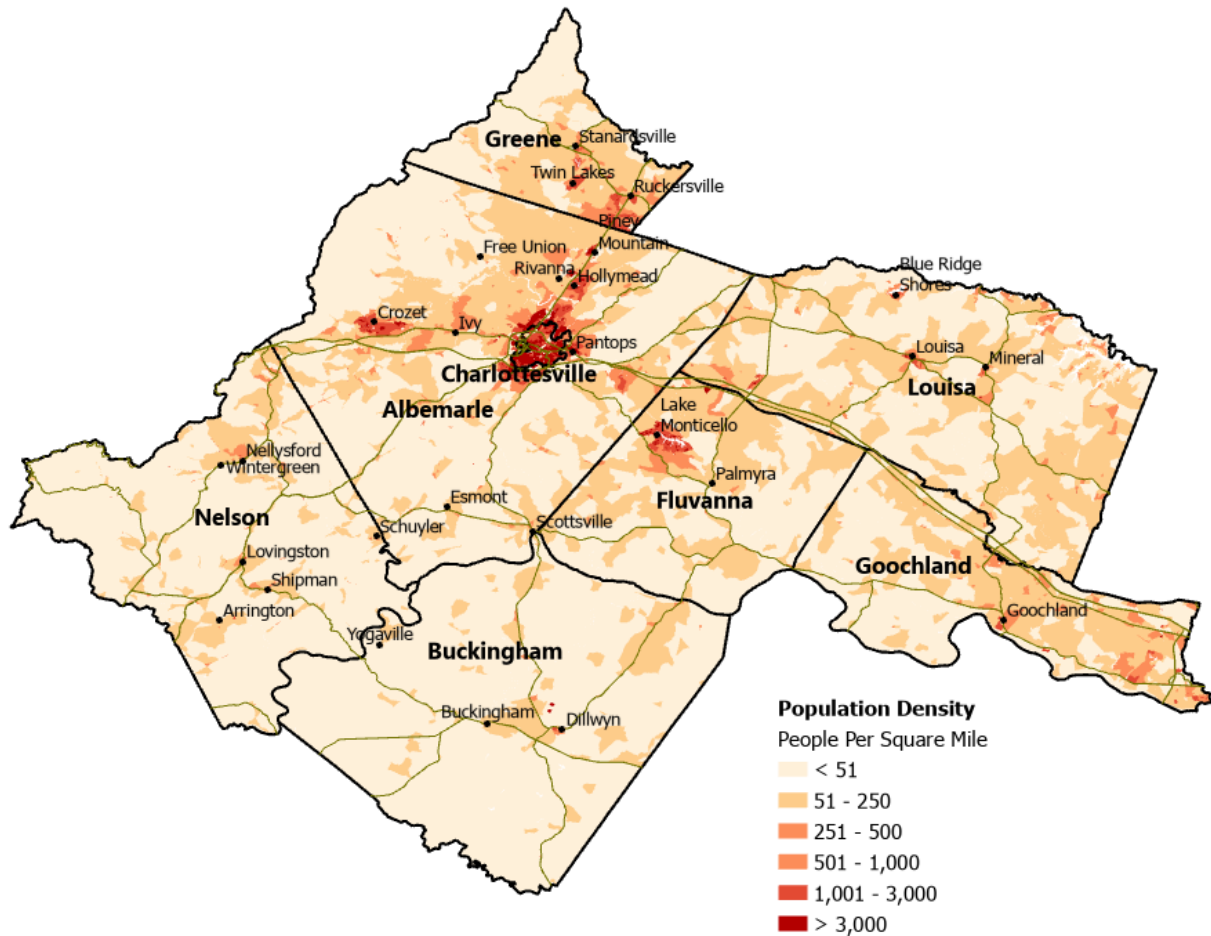 Greene
Stanardsville
Twin Lakes
Ruckersville
Piney
Mountain
Free Union
Rivanna
Hollymead
Blue Ridge
Shores
Crozet
Ivy
Pantops
Louisa
Mineral
Charlottesville
Louisa
Albemarle
Lake
Monticello
Nellysford
Wintergreen
Palmyra
Esmont
Fluvanna
Nelson
Scottsville
Schuyler
Lovingston
Goochland
Shipman
Arrington
Goochland
Yogaville
Buckingham
Buckingham
Dillwyn
Population Density
People Per Square Mile
< 51
51 - 250
251 - 500
501 - 1,000
1,001 - 3,000
> 3,000